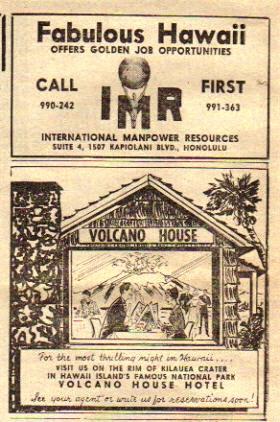 Fabulous Hawaii
OFFERS GOLDEN JOB OPPORTUNITIES
CALL FIRST
990-242 991-363
IMR
INTERNATIONAL MANPOWER RESOURCES
SUITE 4, 1507 KAPIOLANI BLVD., HONOLULU
VOLCANO HOUSE
For the most thrilling night in Hawaii....
VISIT US ON THE RIM OF KILAUEA CRATER
IN HAWAII ISLAND'S FAMOUS NATIONAL PARK
VOLCANO HOUSE HOTEL
See your agent or write us for reservations soon!